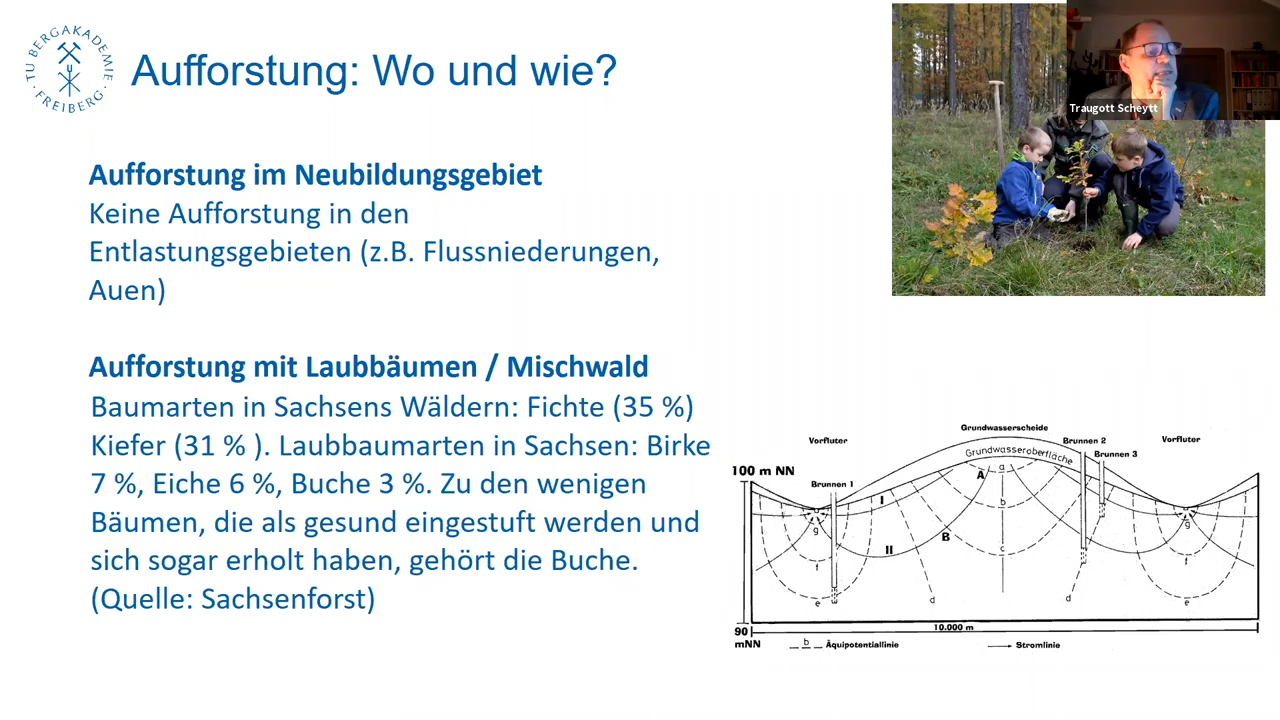 TU BERGAKADEMIE
FREIBERG
Aufforstung: Wo und wie?
Traugott Scheytt
Aufforstung im Neubildungsgebiet
Keine Aufforstung in den
Entlastungsgebieten (z.B. Flussniederungen,
Auen)
Aufforstung mit Laubbäumen / Mischwald
Baumarten in Sachsens Wäldern: Fichte (35 %)
Kiefer (31 % ). Laubbaumarten in Sachsen: Birke
7 %, Eiche 6 %, Buche 3 %. Zu den wenigen
Bäumen, die als gesund eingestuft werden und
sich sogar erholt haben, gehört die Buche.
(Quelle: Sachsenforst)
Grundwasserscheide
Vorfluter
Brunnen 2
Vorfluter
Grundwasseroberfläche
Brunnen 3
100 m NN
a
A
Brunnen 1
I
b
g
g
B
II
c
f
f
e
d
d
e
10.000 m
90
mNN
b
Äquipotentiallinie
Stromlinie